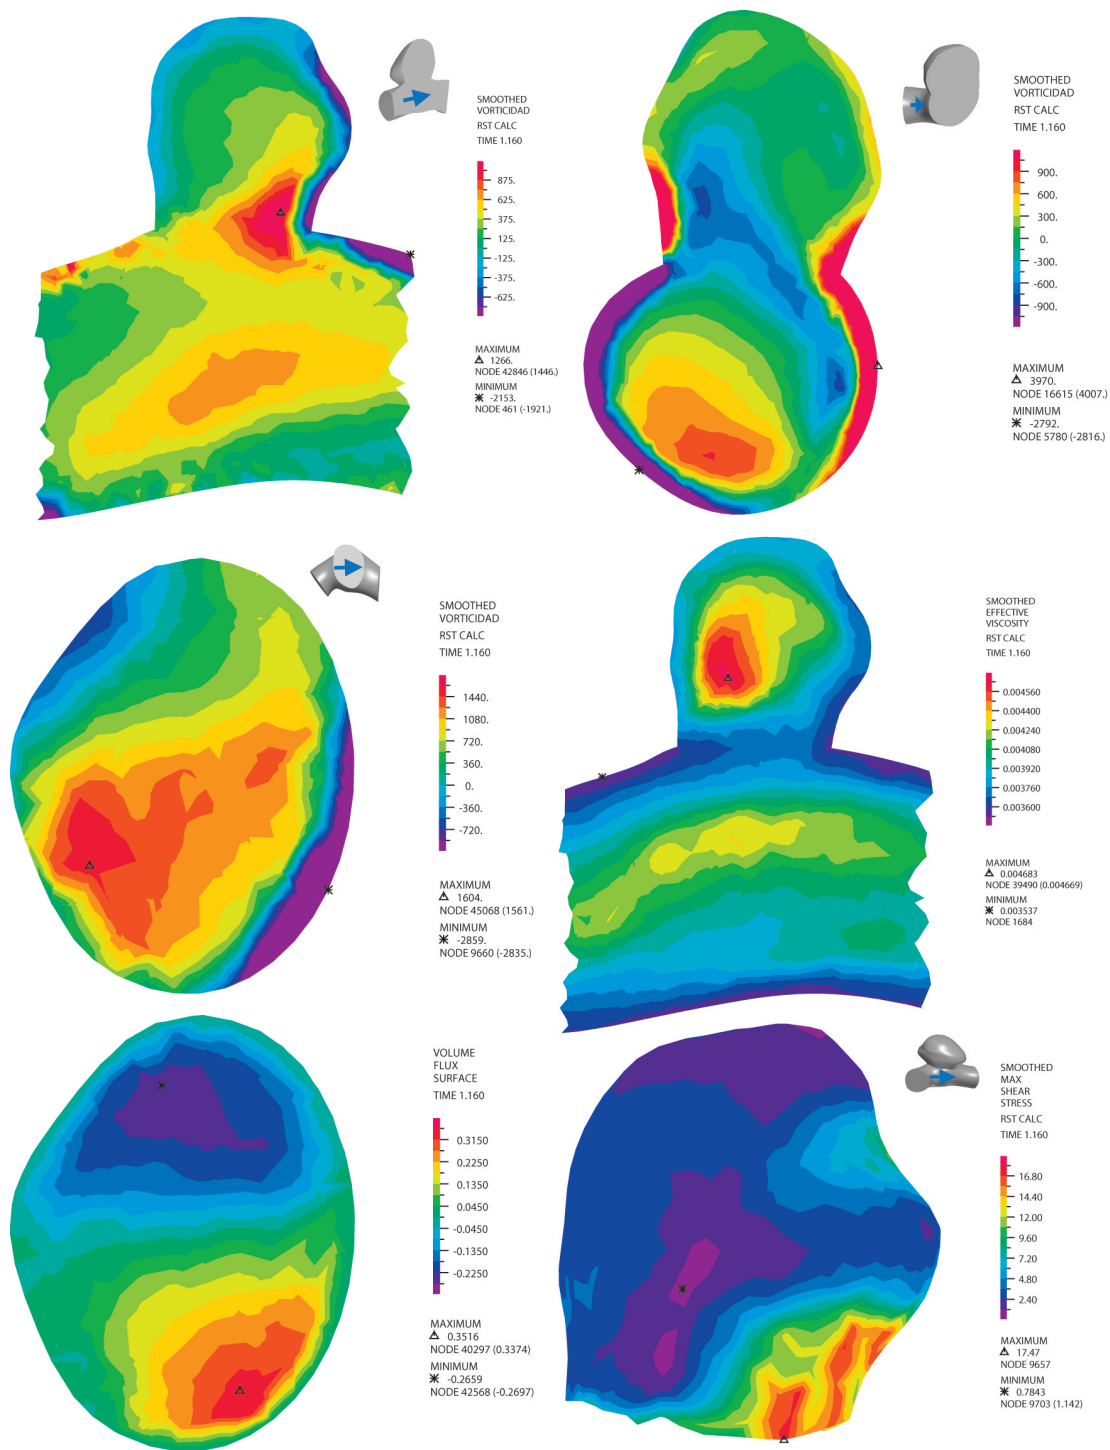 SMOOTHED
VORTICIDAD
RST CALC
TIME 1.160
875.
625.
375.
125.
-125.
-375.
-625.
MAXIMUM
1266.
NODE 42846 (1446.)
MINIMUM
-2153.
NODE 461 (-1921.)
SMOOTHED
VORTICIDAD
RST CALC
TIME 1.160
900.
600.
300.
0.
-300.
-600.
-900.
MAXIMUM
3970.
NODE 16615 (4007.)
MINIMUM
-2792.
NODE 5780 (-2816.)
SMOOTHED
VORTICIDAD
RST CALC
TIME 1.160
1440.
1080.
720.
360.
0.
-360.
-720.
MAXIMUM
1604.
NODE 45068 (1561.)
MINIMUM
-2859.
NODE 9660 (-2835.)
SMOOTHED
EFFECTIVE
VISCOSITY
RST CALC
TIME 1.160
0.004560
0.004400
0.004240
0.004080
0.003920
0.003760
0.003600
MAXIMUM
0.004683
NODE 39490 (0.004669)
MINIMUM
0.003537
NODE 1684
VOLUME
FLUX
SURFACE
TIME 1.160
0.3150
0.2250
0.1350
0.0450
-0.0450
-0.1350
-0.2250
MAXIMUM
0.3516
NODE 40297 (0.3374)
MINIMUM
-0.2659
NODE 42568 (-0.2697)
SMOOTHED
MAX
SHEAR
STRESS
RST CALC
TIME 1.160
16.80
14.40
12.00
9.60
7.20
4.80
2.40
MAXIMUM
17.47
NODE 9657
MINIMUM
0.7843
NODE 9703 (1.142)